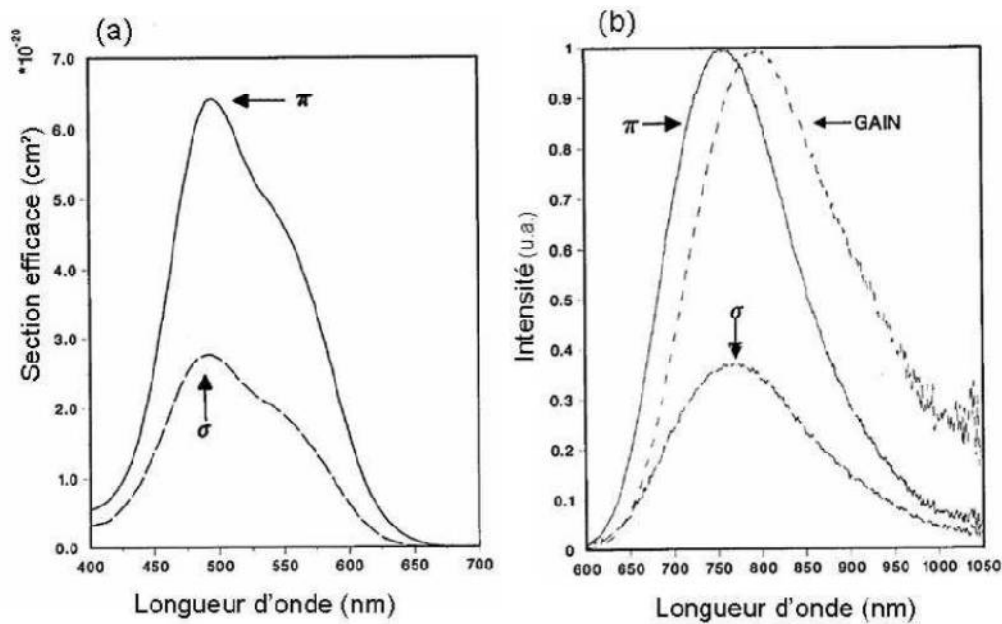 (a)
*10⁻²⁰
Section efficace (cm²)
7.0
6.0
5.0
4.0
3.0
2.0
1.0
0.0
π
σ
400 450 500 550 600 650 700
Longueur d'onde (nm)
(b)
Intensité (u.a.)
1
0.9
0.8
0.7
0.6
0.5
0.4
0.3
0.2
0.1
0
π
GAIN
σ
600 650 700 750 800 850 900 950 1000 1050
Longueur d'onde (nm)